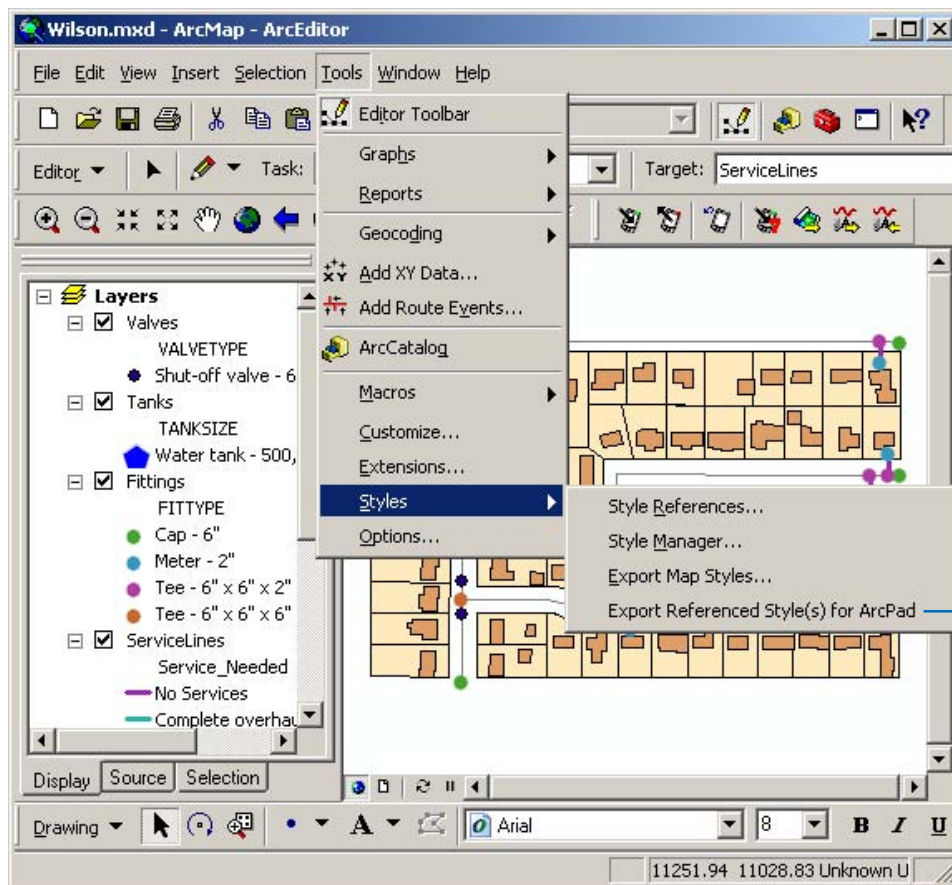 Wilson.mxd - ArcMap - ArcEditor
File Edit View Insert Selection Tools Window Help
Editor Task: Target: ServiceLines
Editor Toolbar
Graphs
Reports
Geocoding
Add XY Data...
Add Route Events...
ArcCatalog
Macros
Customize...
Extensions...
Styles
Options...
Style References...
Style Manager...
Export Map Styles...
Export Referenced Style(s) for ArcPad
Layers
Valves
VALVETYPE
Shut-off valve - 6
Tanks
TANKSIZE
Water tank - 500,
Fittings
FITTYPE
Cap - 6"
Meter - 2"
Tee - 6" x 6" x 2"
Tee - 6" x 6" x 6"
ServiceLines
Service_Needed
No Services
Complete overhau
Display Source Selection
Drawing A Arial 8 B I U
11251.94 11028.83 Unknown U